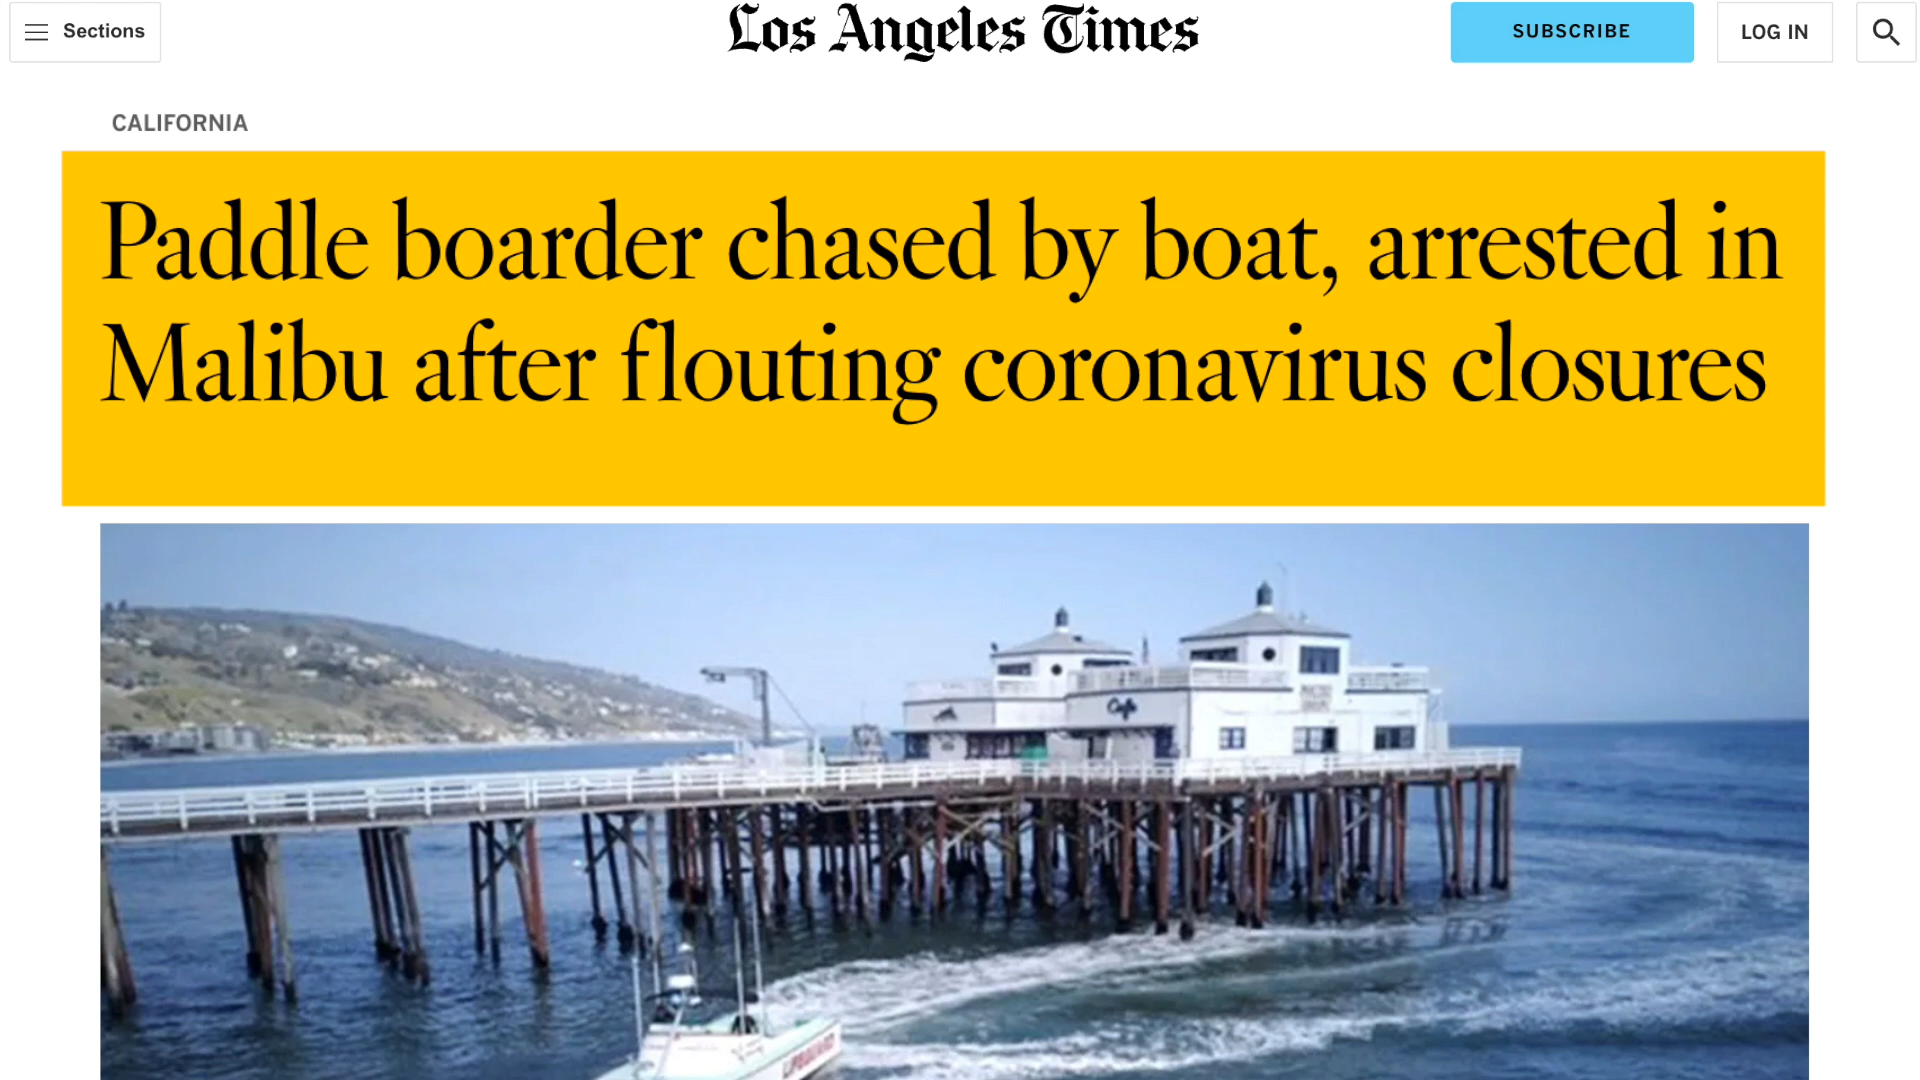 Sections
Los Angeles Times
SUBSCRIBE
LOG IN
CALIFORNIA
Paddle boarder chased by boat, arrested in
Malibu after flouting coronavirus closures
Cafe
LIFEGUARD